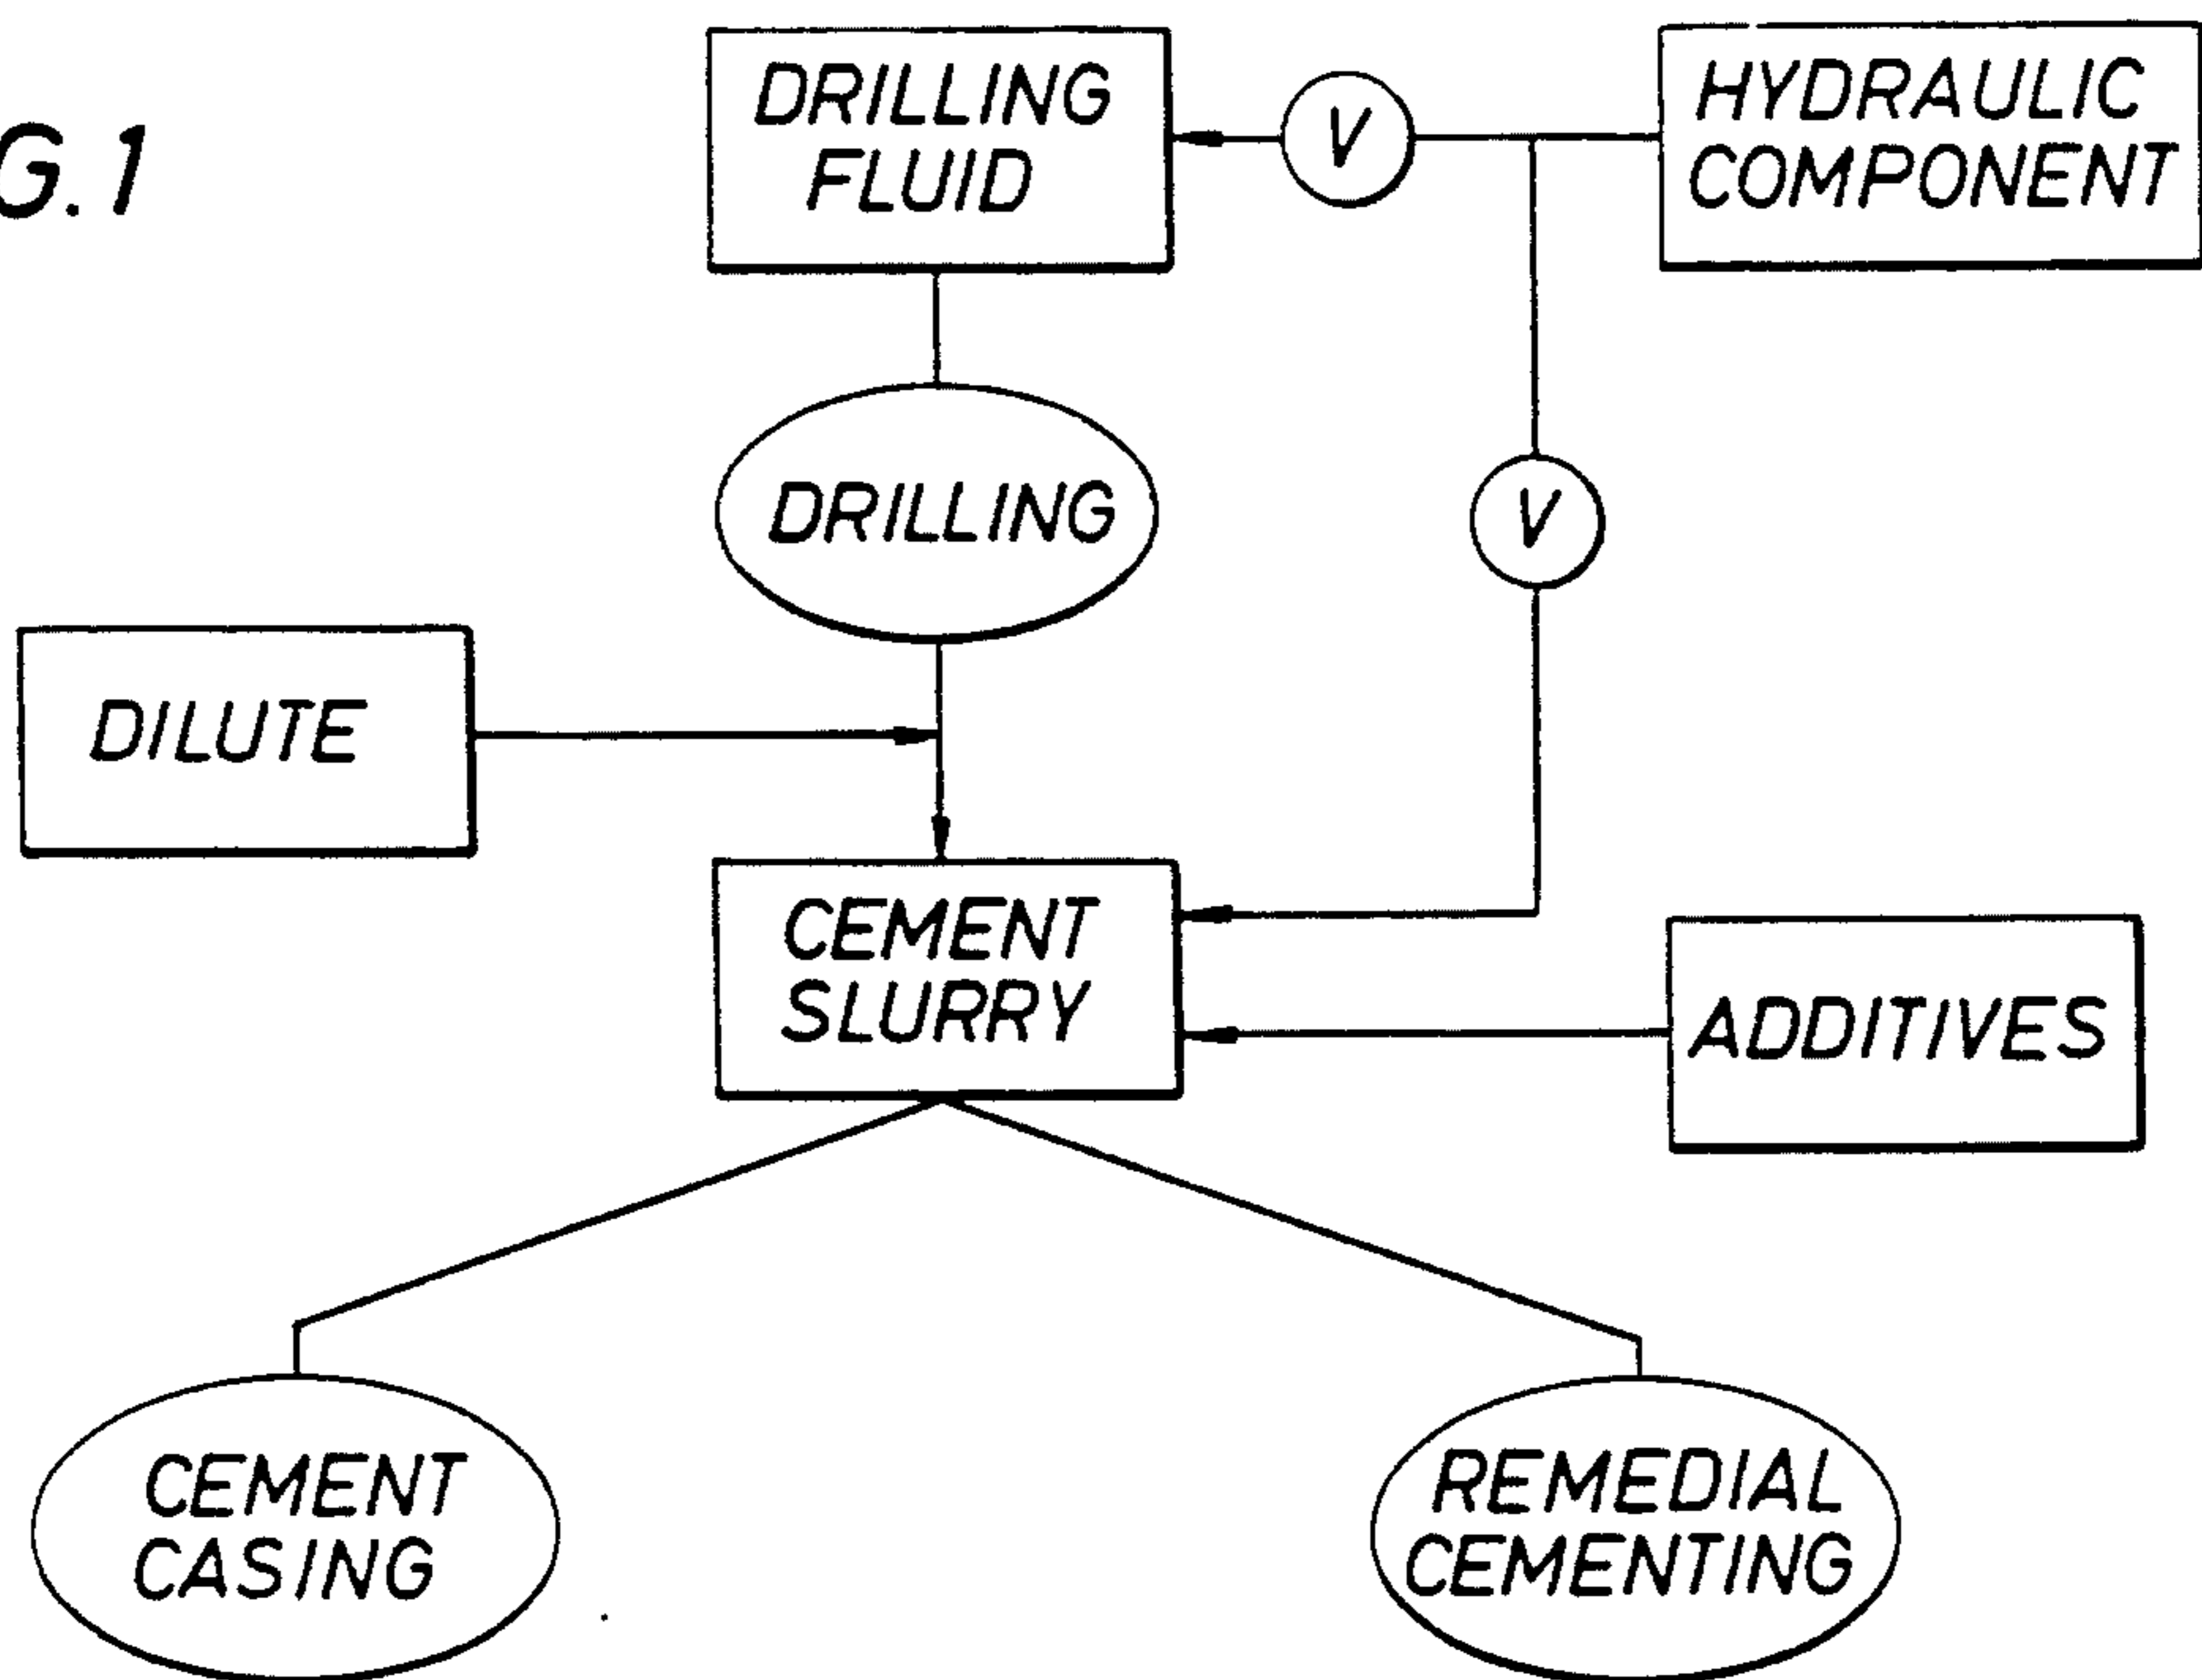 G. 1
DRILLING
FLUID
V
HYDRAULIC
COMPONENT
DRILLING
V
DILUTE
CEMENT
SLURRY
ADDITIVES
CEMENT
CASING
REMEDIAL
CEMENTING